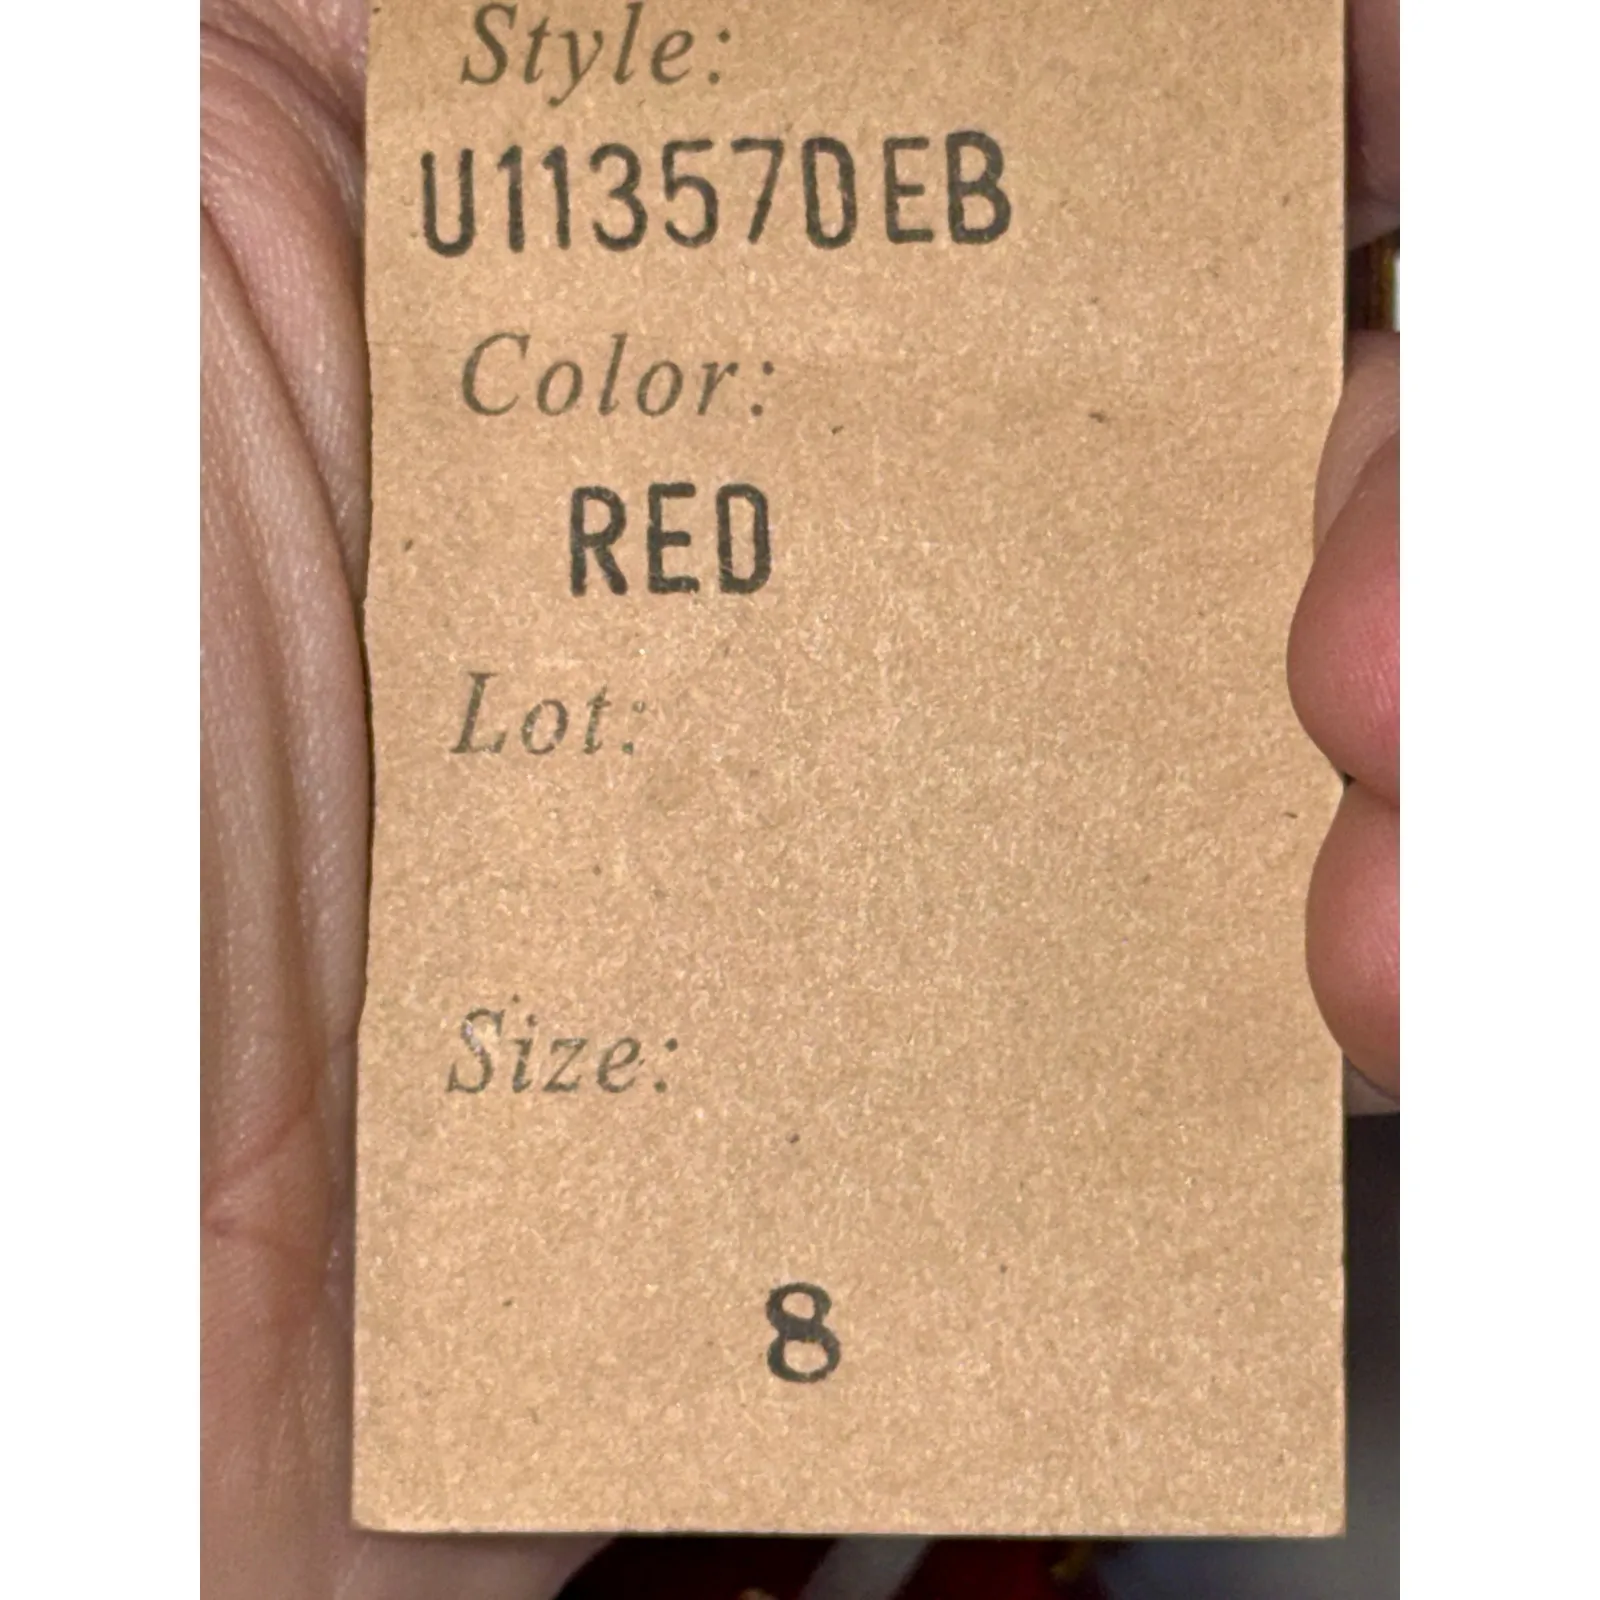 Style:
U113570EB
Color:
RED
Lot:
Size:
8